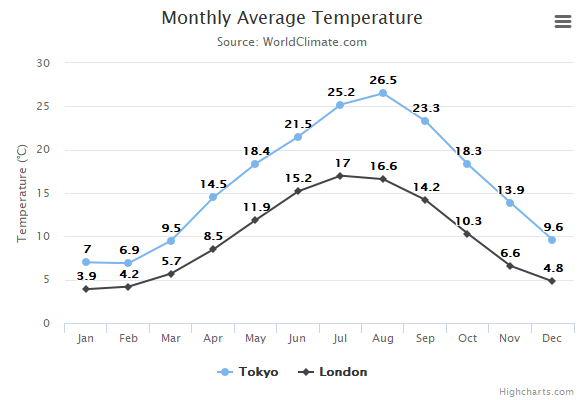 Monthly Average Temperature
Source: WorldClimate.com
Temperature (°C)
30
25
20
15
10
5
0
7 6.9 9.5 14.5 18.4 21.5 25.2 26.5 23.3 18.3 13.9 9.6
3.9 4.2 5.7 8.5 11.9 15.2 17 16.6 14.2 10.3 6.6 4.8
Jan Feb Mar Apr May Jun Jul Aug Sep Oct Nov Dec
Tokyo London
Highcharts.com